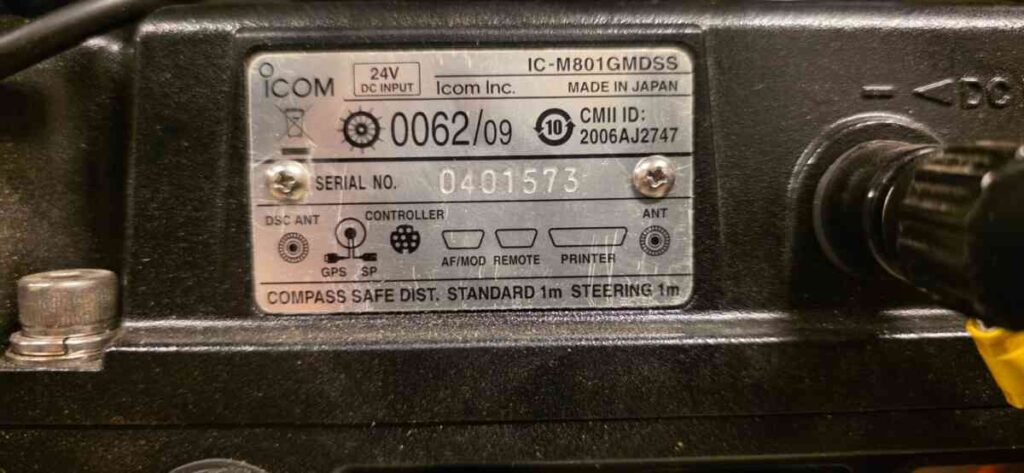 ICOM
24V
DC INPUT
IC-M801GMDSS
Icom Inc.
MADE IN JAPAN
0062/09
10
CMII ID:
2006AJ2747
SERIAL NO. 0401573
DSC ANT
CONTROLLER
ANT
GPS SP
AF/MOD REMOTE PRINTER
COMPASS SAFE DIST. STANDARD 1m STEERING 1m
DC